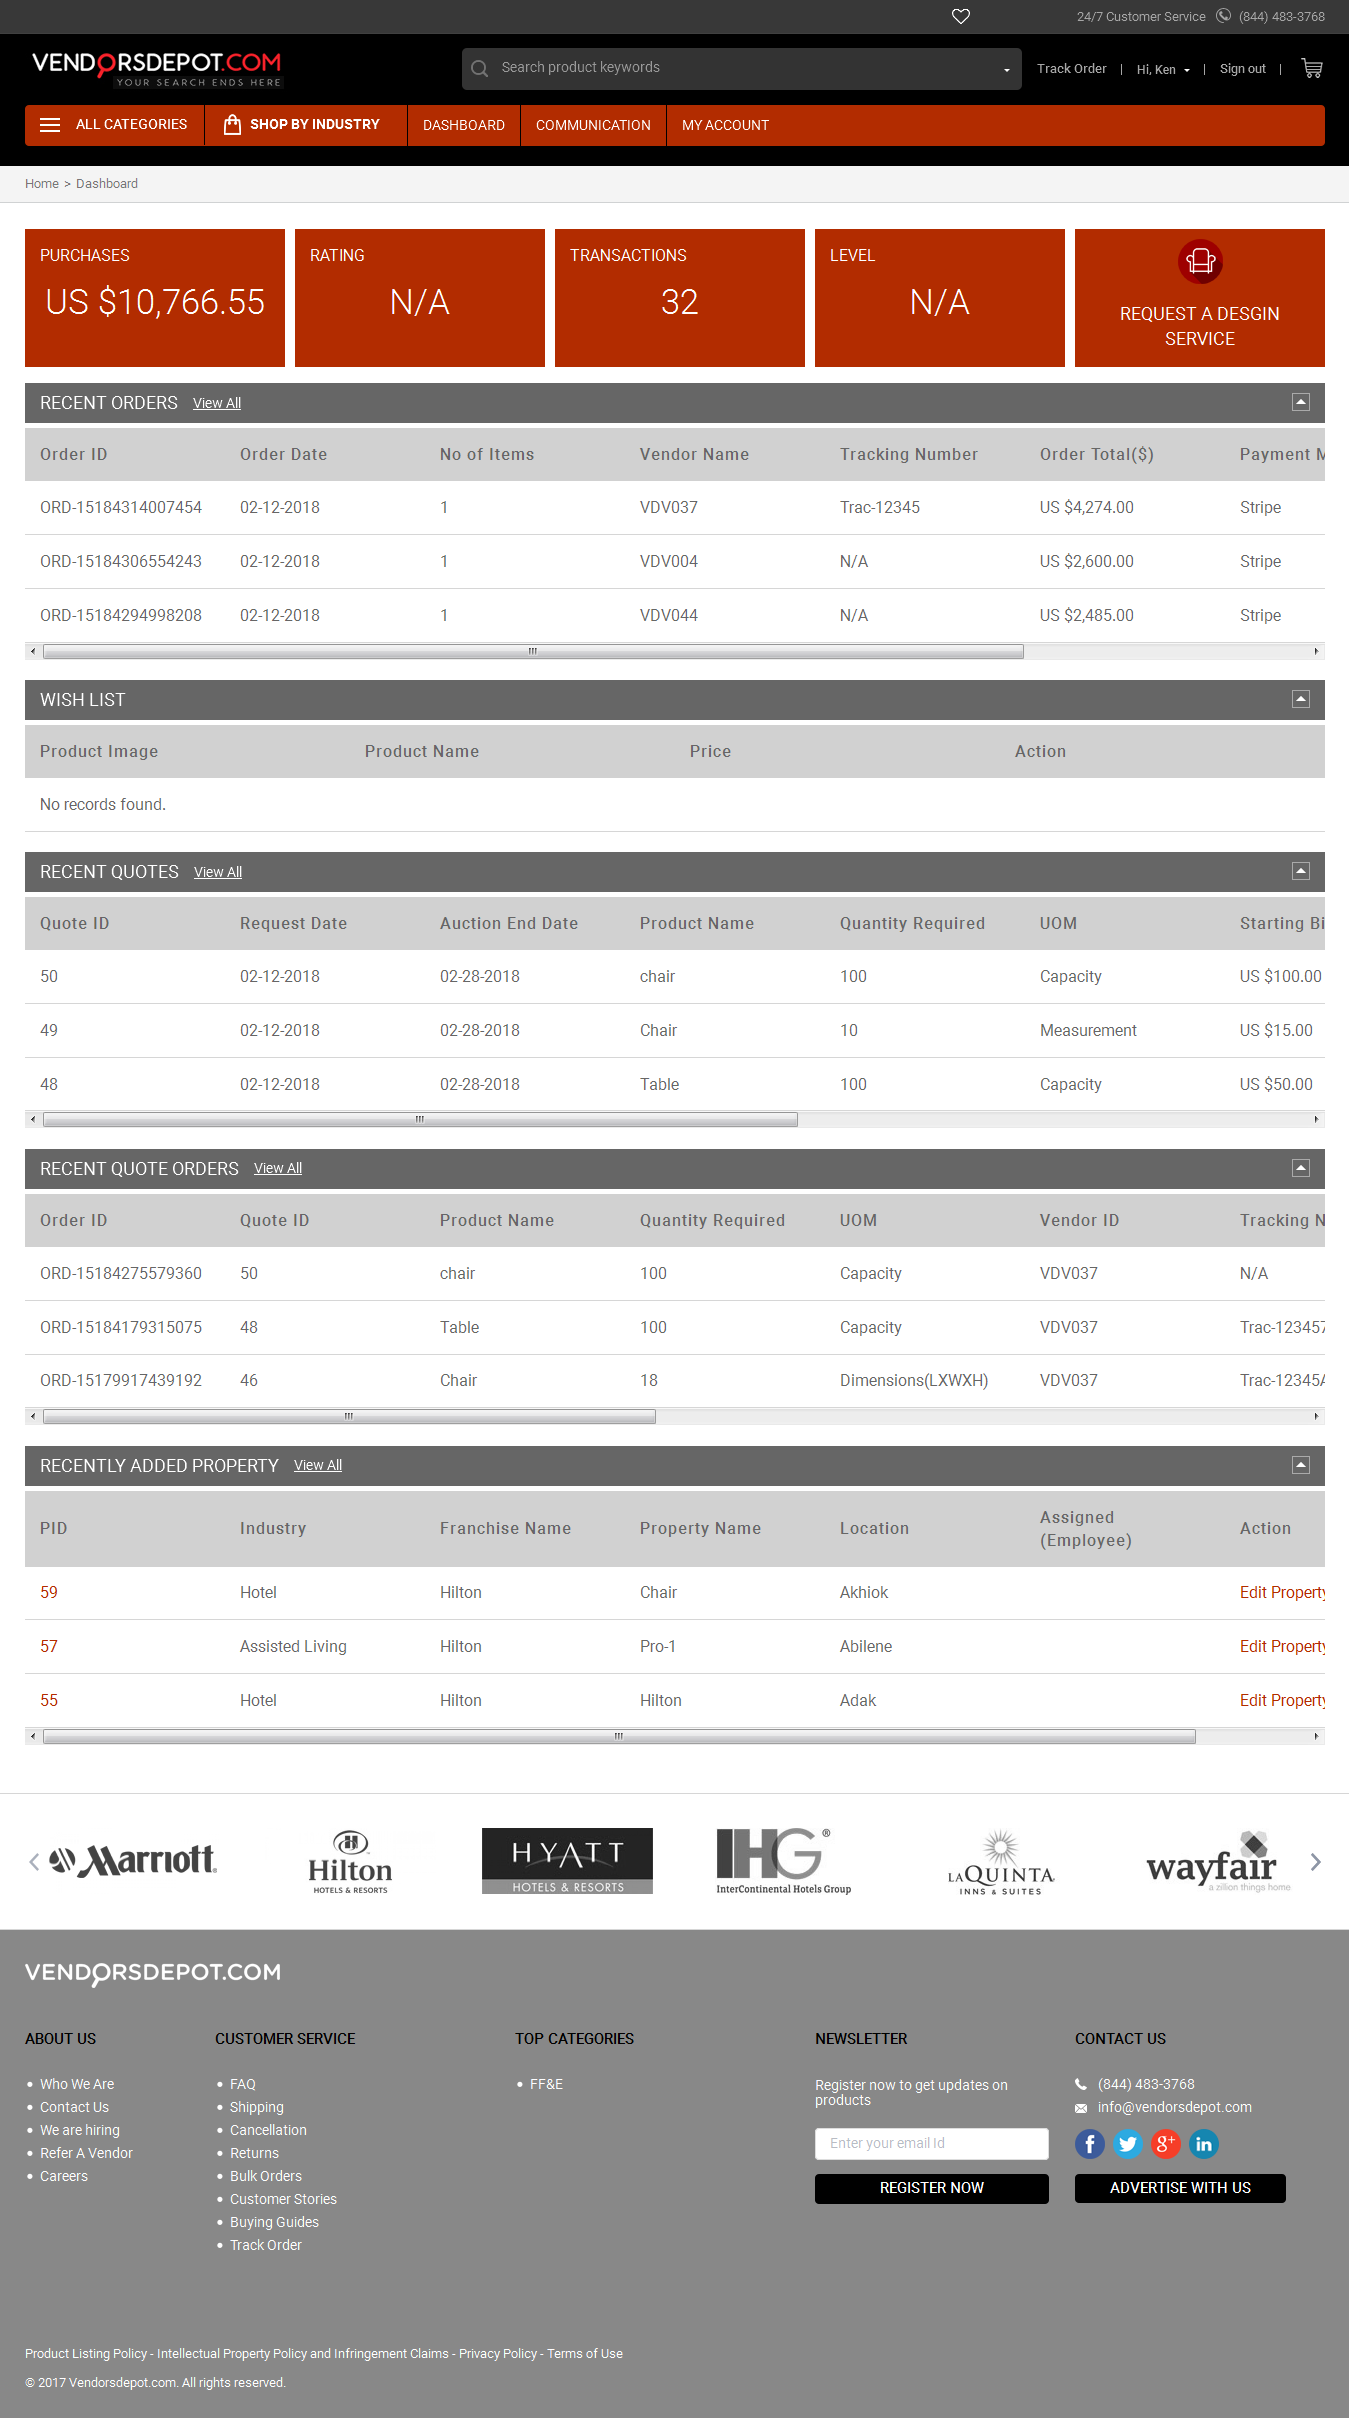 24/7 Customer Service (844) 483-3768
VENDORSDEPOT.COM
YOUR SEARCH ENDS HERE
Search product keywords
Track Order | Hi, Ken | Sign out |
ALL CATEGORIES SHOP BY INDUSTRY DASHBOARD COMMUNICATION MY ACCOUNT
Home > Dashboard
PURCHASES
US $10,766.55
RATING
N/A
TRANSACTIONS
32
LEVEL
N/A
REQUEST A DESGIN
SERVICE
RECENT ORDERS View All
Order ID Order Date No of Items Vendor Name Tracking Number Order Total($) Payment M
ORD-15184314007454 02-12-2018 1 VDV037 Trac-12345 US $4,274.00 Stripe
ORD-15184306554243 02-12-2018 1 VDV004 N/A US $2,600.00 Stripe
ORD-15184294998208 02-12-2018 1 VDV044 N/A US $2,485.00 Stripe
WISH LIST
Product Image Product Name Price Action
No records found.
RECENT QUOTES View All
Quote ID Request Date Auction End Date Product Name Quantity Required UOM Starting Bi
50 02-12-2018 02-28-2018 chair 100 Capacity US $100.00
49 02-12-2018 02-28-2018 Chair 10 Measurement US $15.00
48 02-12-2018 02-28-2018 Table 100 Capacity US $50.00
RECENT QUOTE ORDERS View All
Order ID Quote ID Product Name Quantity Required UOM Vendor ID Tracking N
ORD-15184275579360 50 chair 100 Capacity VDV037 N/A
ORD-15184179315075 48 Table 100 Capacity VDV037 Trac-123457
ORD-15179917439192 46 Chair 18 Dimensions(LXWXH) VDV037 Trac-12345A
RECENTLY ADDED PROPERTY View All
PID Industry Franchise Name Property Name Location Assigned (Employee) Action
59 Hotel Hilton Chair Akhiok Edit Property
57 Assisted Living Hilton Pro-1 Abilene Edit Property
55 Hotel Hilton Hilton Adak Edit Property
Marriott
H
Hilton
HOTELS & RESORTS
HYATT
HOTELS & RESORTS
IHG®
InterContinental Hotels Group
LAQUINTA
INNS & SUITES
wayfair
a zillion things home
VENDORSDEPOT.COM
ABOUT US
Who We Are
Contact Us
We are hiring
Refer A Vendor
Careers
CUSTOMER SERVICE
FAQ
Shipping
Cancellation
Returns
Bulk Orders
Customer Stories
Buying Guides
Track Order
TOP CATEGORIES
FF&E
NEWSLETTER
Register now to get updates on
products
Enter your email Id
REGISTER NOW
CONTACT US
(844) 483-3768
info@vendorsdepot.com
f g+ in
ADVERTISE WITH US
Product Listing Policy - Intellectual Property Policy and Infringement Claims - Privacy Policy - Terms of Use
© 2017 Vendorsdepot.com. All rights reserved.